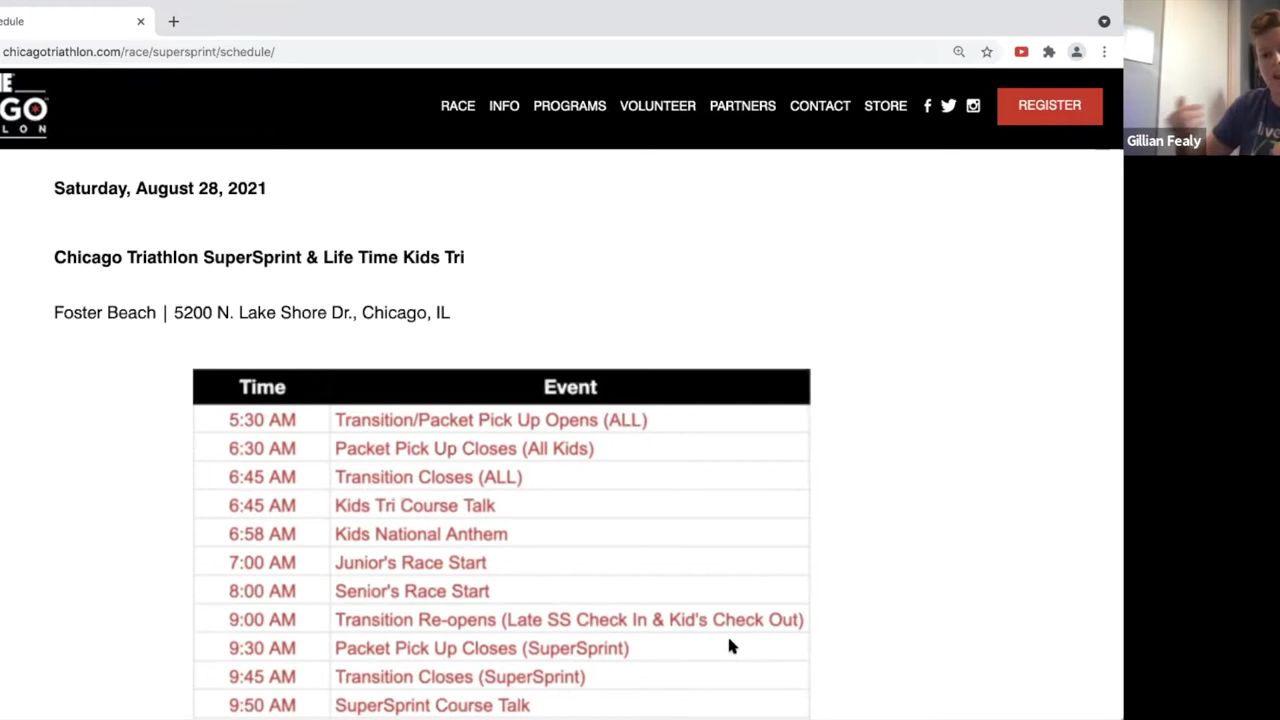 edule
chicagotriathlon.com/race/supersprint/schedule/
GO
LON
RACE INFO PROGRAMS VOLUNTEER PARTNERS CONTACT STORE REGISTER
Gillian Fealy
Saturday, August 28, 2021
Chicago Triathlon SuperSprint & Life Time Kids Tri
Foster Beach | 5200 N. Lake Shore Dr., Chicago, IL
Time Event
5:30 AM Transition/Packet Pick Up Opens (ALL)
6:30 AM Packet Pick Up Closes (All Kids)
6:45 AM Transition Closes (ALL)
6:45 AM Kids Tri Course Talk
6:58 AM Kids National Anthem
7:00 AM Junior's Race Start
8:00 AM Senior's Race Start
9:00 AM Transition Re-opens (Late SS Check In & Kid's Check Out)
9:30 AM Packet Pick Up Closes (SuperSprint)
9:45 AM Transition Closes (SuperSprint)
9:50 AM SuperSprint Course Talk